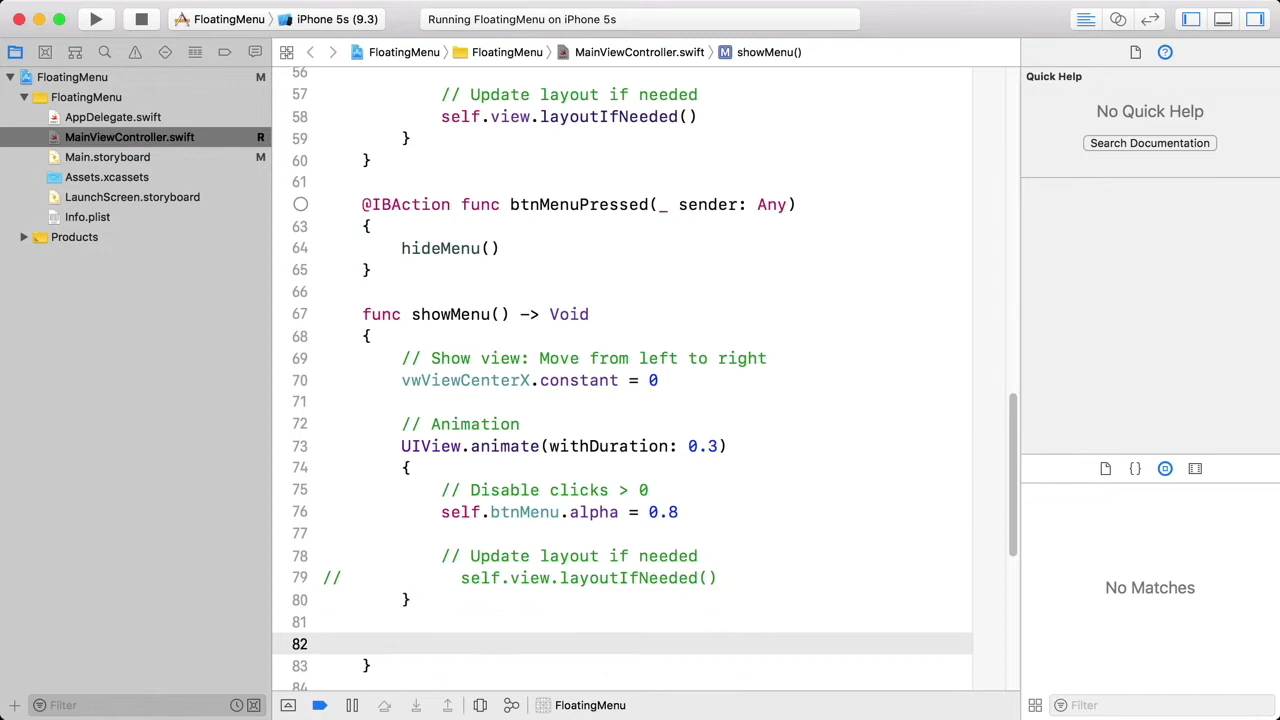 FloatingMenu
iPhone 5s (9.3)
Running FloatingMenu on iPhone 5s
FloatingMenu
FloatingMenu
MainViewController.swift
M showMenu()
FloatingMenu M
FloatingMenu
AppDelegate.swift
MainViewController.swift R
Main.storyboard M
Assets.xcassets
LaunchScreen.storyboard
Info.plist
Products
Filter
56
57 // Update layout if needed
58 self.view.layoutIfNeeded()
59 }
60 }
61
@IBAction func btnMenuPressed(_ sender: Any)
63 {
64 hideMenu()
65 }
66
67 func showMenu() -> Void
68 {
69 // Show view: Move from left to right
70 vwViewCenterX.constant = 0
71
72 // Animation
73 UIView.animate(withDuration: 0.3)
74 {
75 // Disable clicks > 0
76 self.btnMenu.alpha = 0.8
77
78 // Update layout if needed
79 // self.view.layoutIfNeeded()
80 }
81
82
83 }
84
FloatingMenu
Quick Help
No Quick Help
Search Documentation
{}
No Matches
Filter